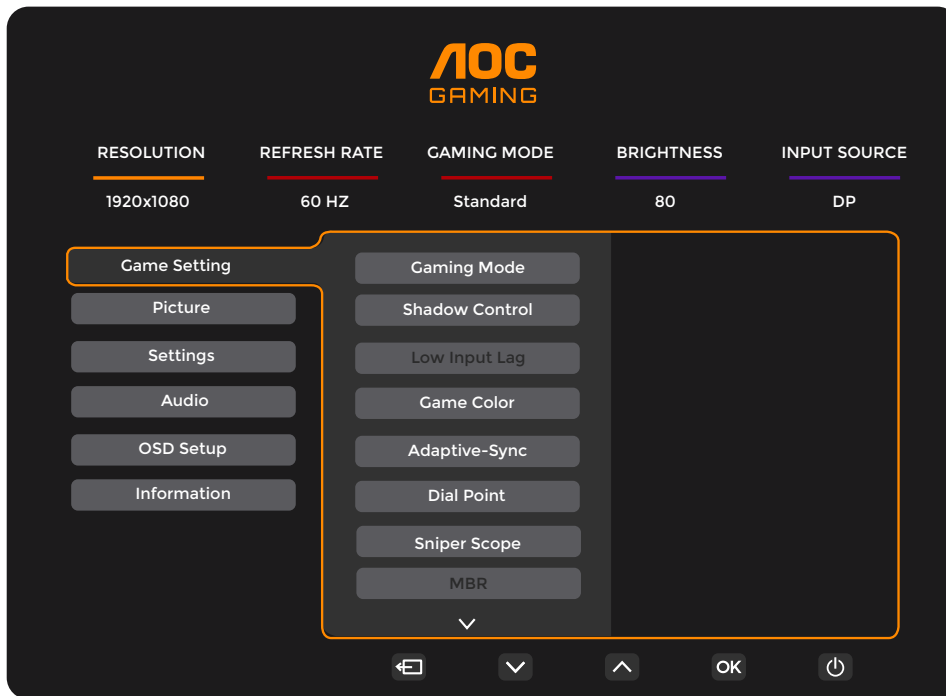 AOC
GAMING
RESOLUTION REFRESH RATE GAMING MODE BRIGHTNESS INPUT SOURCE
1920x1080 60 HZ Standard 80 DP
Game Setting
Picture
Settings
Audio
OSD Setup
Information
Gaming Mode
Shadow Control
Low Input Lag
Game Color
Adaptive-Sync
Dial Point
Sniper Scope
MBR
OK